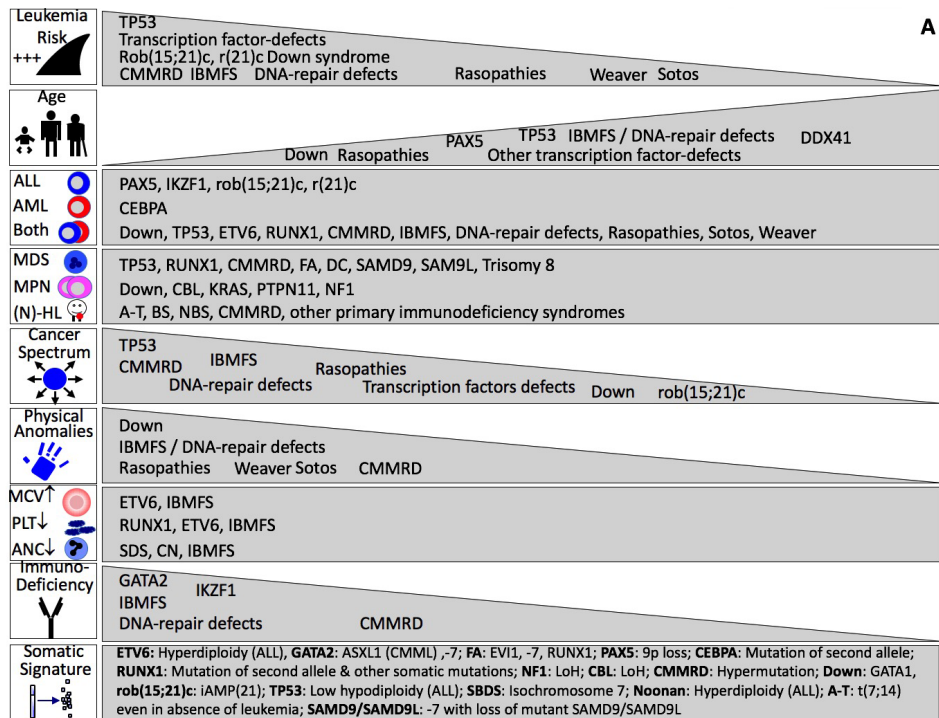 A
Leukemia
Risk
+++
TP53
Transcription factor-defects
Rob(15;21)c, r(21)c Down syndrome
CMMRD IBMFS DNA-repair defects Rasopathies Weaver Sotos
Age
PAX5 TP53 IBMFS / DNA-repair defects DDX41
Down Rasopathies Other transcription factor-defects
ALL PAX5, IKZF1, rob(15;21)c, r(21)c
AML CEBPA
Both Down, TP53, ETV6, RUNX1, CMMRD, IBMFS, DNA-repair defects, Rasopathies, Sotos, Weaver
MDS TP53, RUNX1, CMMRD, FA, DC, SAMD9, SAM9L, Trisomy 8
MPN Down, CBL, KRAS, PTPN11, NF1
(N)-HL A-T, BS, NBS, CMMRD, other primary immunodeficiency syndromes
Cancer
Spectrum
TP53
CMMRD IBMFS Rasopathies
DNA-repair defects Transcription factors defects Down rob(15;21)c
Physical
Anomalies
Down
IBMFS / DNA-repair defects
Rasopathies Weaver Sotos CMMRD
MCV↑ ETV6, IBMFS
PLT↓ RUNX1, ETV6, IBMFS
ANC↓ SDS, CN, IBMFS
Immuno-
Deficiency
GATA2 IKZF1
IBMFS
DNA-repair defects CMMRD
Somatic
Signature
ETV6: Hyperdiploidy (ALL), GATA2: ASXL1 (CMML) ,-7; FA: EVI1, -7, RUNX1; PAX5: 9p loss; CEBPA: Mutation of second allele;
RUNX1: Mutation of second allele & other somatic mutations; NF1: LoH; CBL: LoH; CMMRD: Hypermutation; Down: GATA1,
rob(15;21)c: iAMP(21); TP53: Low hypodiploidy (ALL); SBDS: Isochromosome 7; Noonan: Hyperdiploidy (ALL); A-T: t(7;14)
even in absence of leukemia; SAMD9/SAMD9L: -7 with loss of mutant SAMD9/SAMD9L